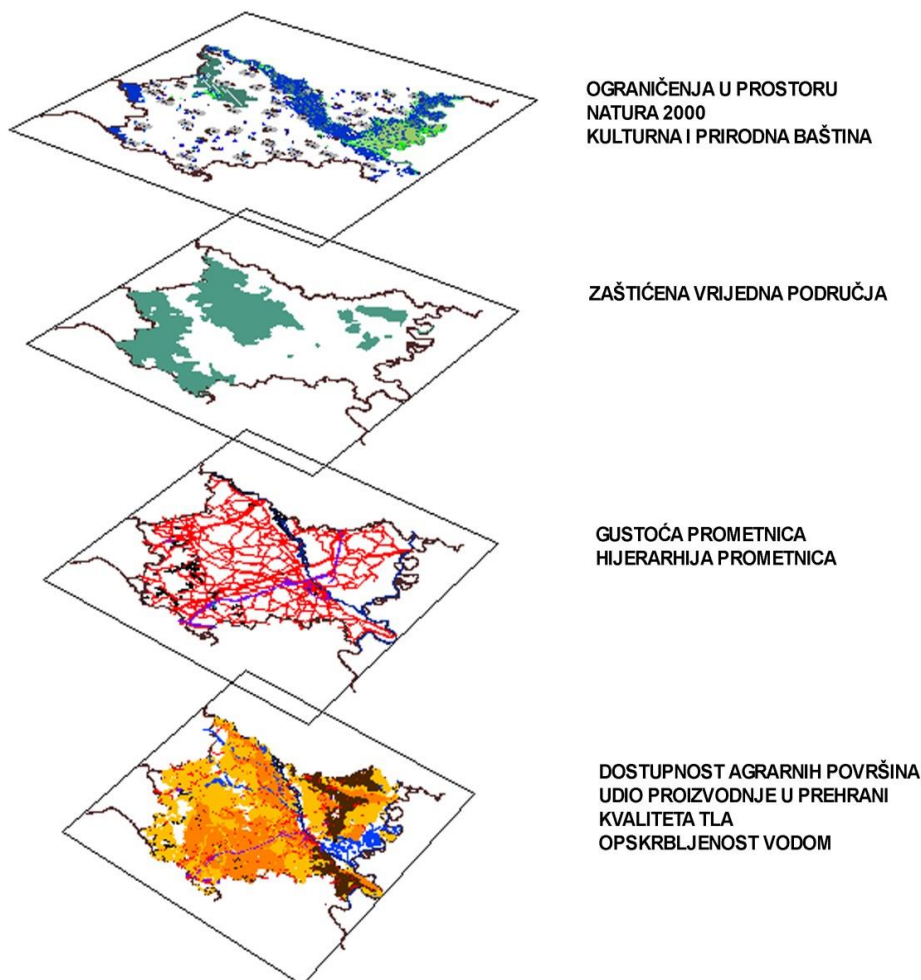 OGRANIČENJA U PROSTORU
NATURA 2000
KULTURNA I PRIRODNA BAŠTINA
ZAŠTIĆENA VRIJEDNA PODRUČJA
GUSTOĆA PROMETNICA
HIJERARHIJA PROMETNICA
DOSTUPNOST AGRARNIH POVRŠINA
UDIO PROIZVODNJE U PREHRANI
KVALITETA TLA
OPSKRBLJENOST VODOM